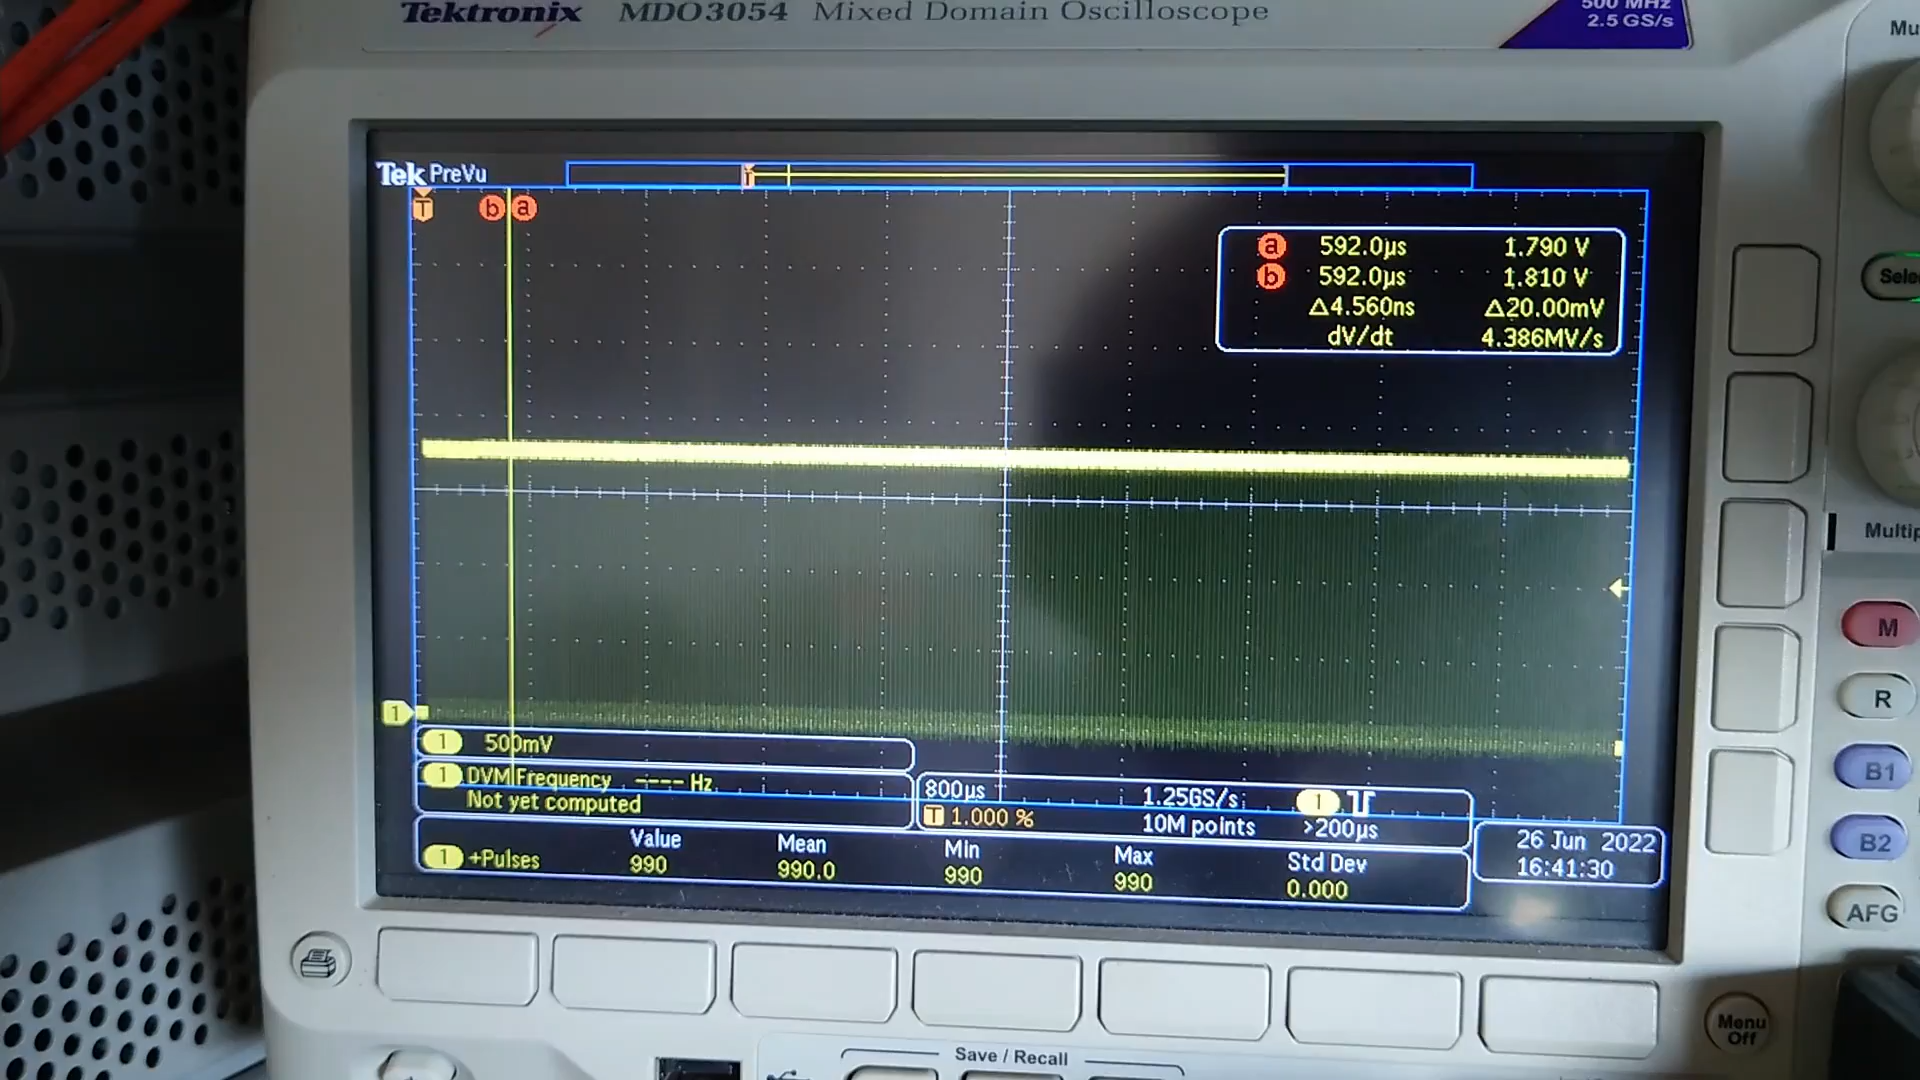 Tektronix MDO3054 Mixed Domain Oscilloscope
500 MHz
2.5 GS/s
Tek PreVu
T
T b a
a 592.0µs 1.790 V
b 592.0µs 1.810 V
Δ4.560ns Δ20.00mV
dV/dt 4.386MV/s
1
1 500mV
1 DVM Frequency ---- Hz
Not yet computed
800µs 1.25GS/s 1
T 1.000 % 10M points >200µs
Value Mean Min Max Std Dev
1 +Pulses 990 990.0 990 990 0.000
26 Jun 2022
16:41:30
M
R
B1
B2
AFG
Menu
Off
Save / Recall